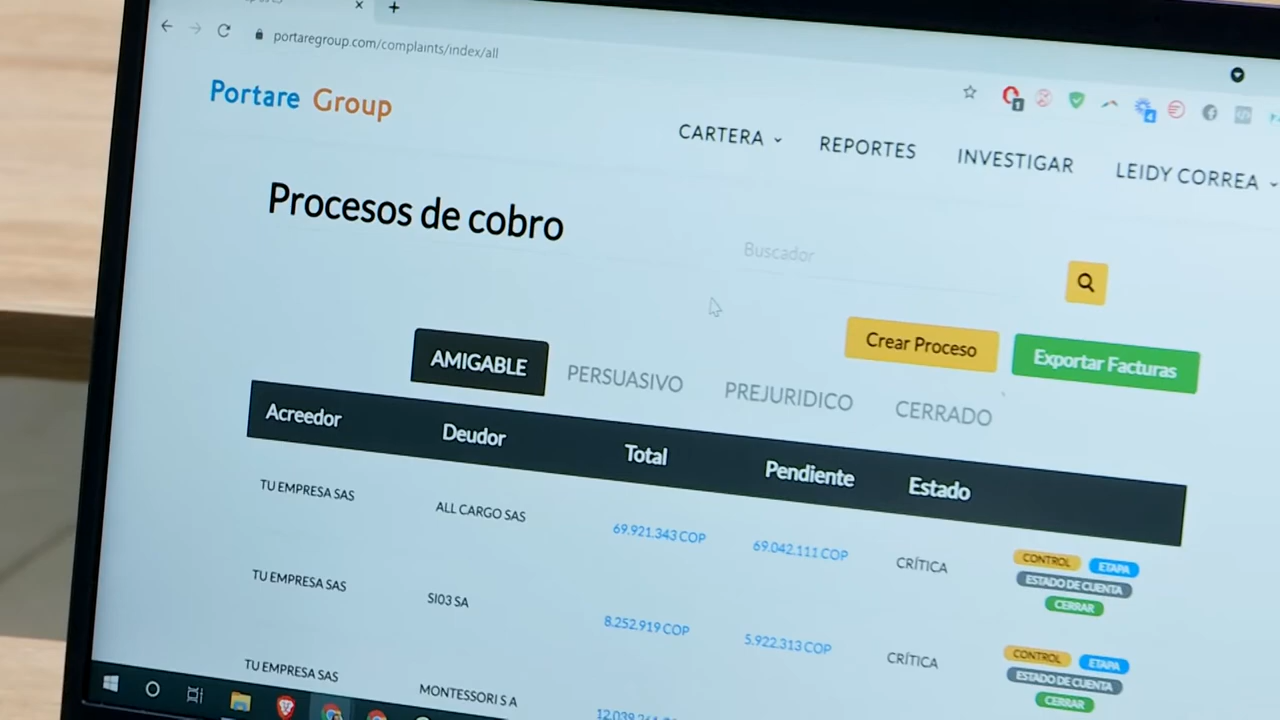 portaregroup.com/complaints/index/all
Portare Group
CARTERA REPORTES INVESTIGAR LEIDY CORREA
Procesos de cobro
Buscador
Crear Proceso Exportar Facturas
AMIGABLE PERSUASIVO PREJURIDICO CERRADO
Acreedor Deudor Total Pendiente Estado
TU EMPRESA SAS ALL CARGO SAS 69.921.343 COP 69.042.111 COP CRÍTICA CONTROL ETAPA
ESTADO DE CUENTA
CERRAR
TU EMPRESA SAS SI03 SA 8.252.919 COP 5.922.313 COP CRÍTICA CONTROL ETAPA
ESTADO DE CUENTA
CERRAR
TU EMPRESA SAS MONTESSORI S A